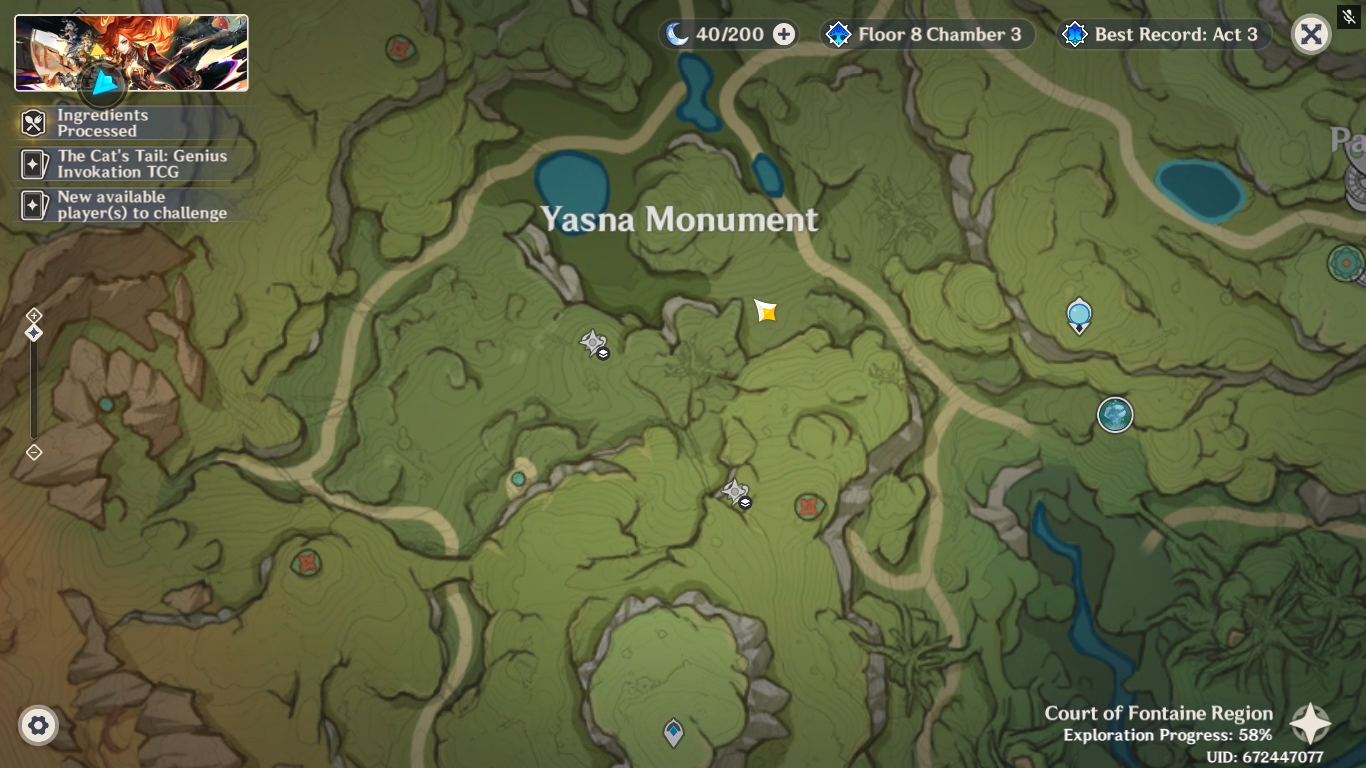 40/200
Floor 8 Chamber 3
Best Record: Act 3
Ingredients
Processed
The Cat's Tail: Genius
Invokation TCG
New available
player(s) to challenge
Pa
Yasna Monument
Court of Fontaine Region
Exploration Progress: 58%
UID: 672447077